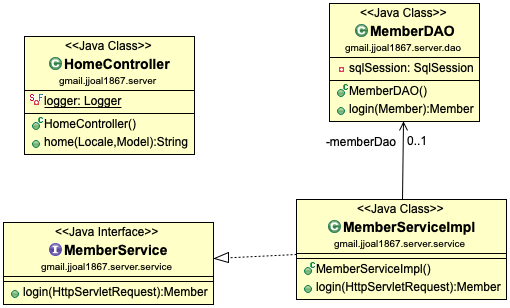 <<Java Class>>
MemberDAO
gmail.jjoal1867.server.dao
sqlSession: SqlSession
MemberDAO()
login(Member):Member
<<Java Class>>
HomeController
gmail.jjoal1867.server
logger: Logger
HomeController()
home(Locale,Model):String
-memberDao 0..1
<<Java Interface>>
MemberService
gmail.jjoal1867.server.service
login(HttpServletRequest):Member
<<Java Class>>
MemberServiceImpl
gmail.jjoal1867.server.service
MemberServiceImpl()
login(HttpServletRequest):Member